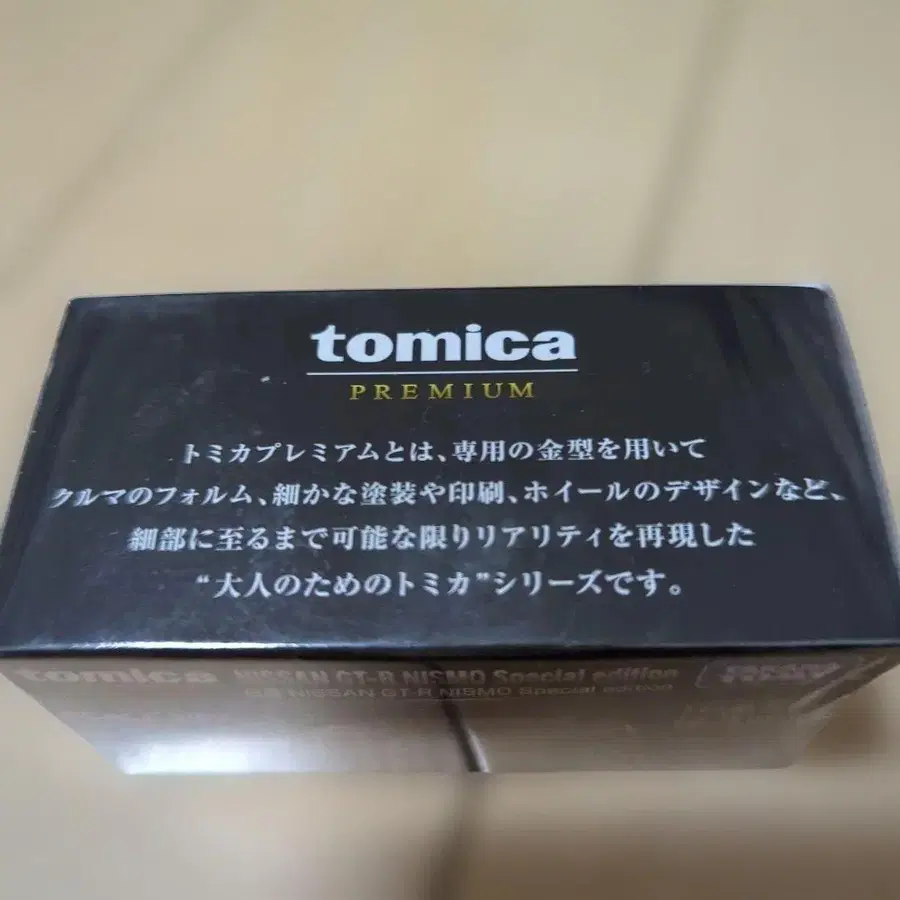 tomica
PREMIUM
トミカプレミアムとは、専用の金型を用いて
クルマのフォルム、細かな塗装や印刷、ホイールのデザインなど、
細部に至るまで可能な限りリアリティを再現した
“大人のためのトミカ”シリーズです。
tomica NISSAN GT-R NISMO Special edition
NISSAN GT-R NISMO Special edition